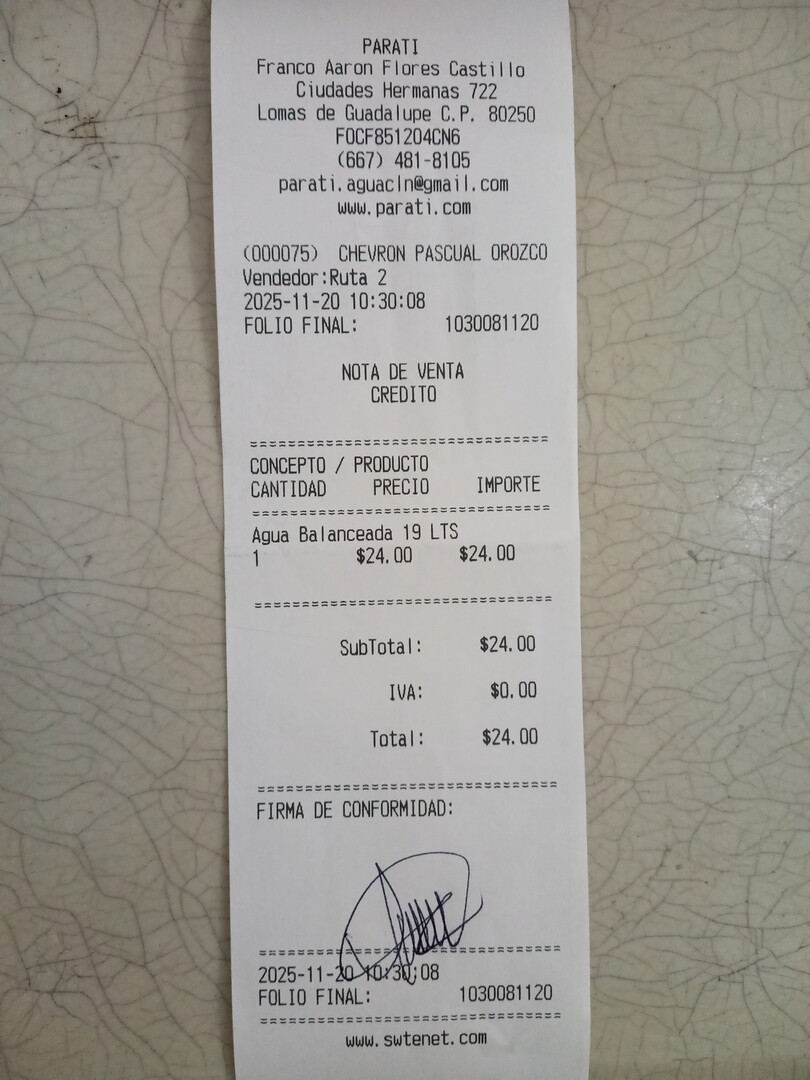 PARATI
Franco Aaron Flores Castillo
Ciudades Hermanas 722
Lomas de Guadalupe C.P. 80250
FOCF851204CN6
(667) 481-8105
parati.aguacln@gmail.com
www.parati.com
(000075) CHEVRON PASCUAL OROZCO
Vendedor:Ruta 2
2025-11-20 10:30:08
FOLIO FINAL: 1030081120
NOTA DE VENTA
CREDITO
================================
CONCEPTO / PRODUCTO
CANTIDAD PRECIO IMPORTE
================================
Agua Balanceada 19 LTS
1 $24.00 $24.00
================================
SubTotal: $24.00
IVA: $0.00
Total: $24.00
================================
FIRMA DE CONFORMIDAD:
================================
2025-11-20 10:30:08
FOLIO FINAL: 1030081120
================================
www.swtenet.com